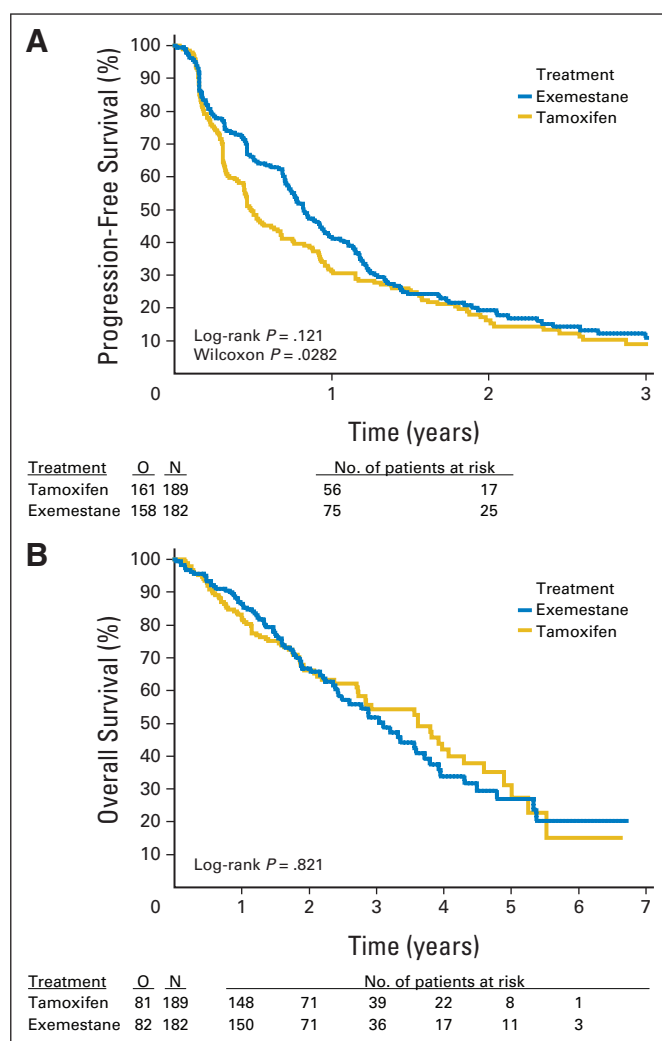 A
Progression-Free Survival (%)
100
90
80
70
60
50
40
30
20
10
0
1
2
3
Time (years)
Treatment
Exemestane
Tamoxifen
Log-rank P = .121
Wilcoxon P = .0282
Treatment O N No. of patients at risk
Tamoxifen 161 189 56 17
Exemestane 158 182 75 25
B
Overall Survival (%)
100
90
80
70
60
50
40
30
20
10
0
1
2
3
4
5
6
7
Time (years)
Treatment
Exemestane
Tamoxifen
Log-rank P = .821
Treatment O N No. of patients at risk
Tamoxifen 81 189 148 71 39 22 8 1
Exemestane 82 182 150 71 36 17 11 3